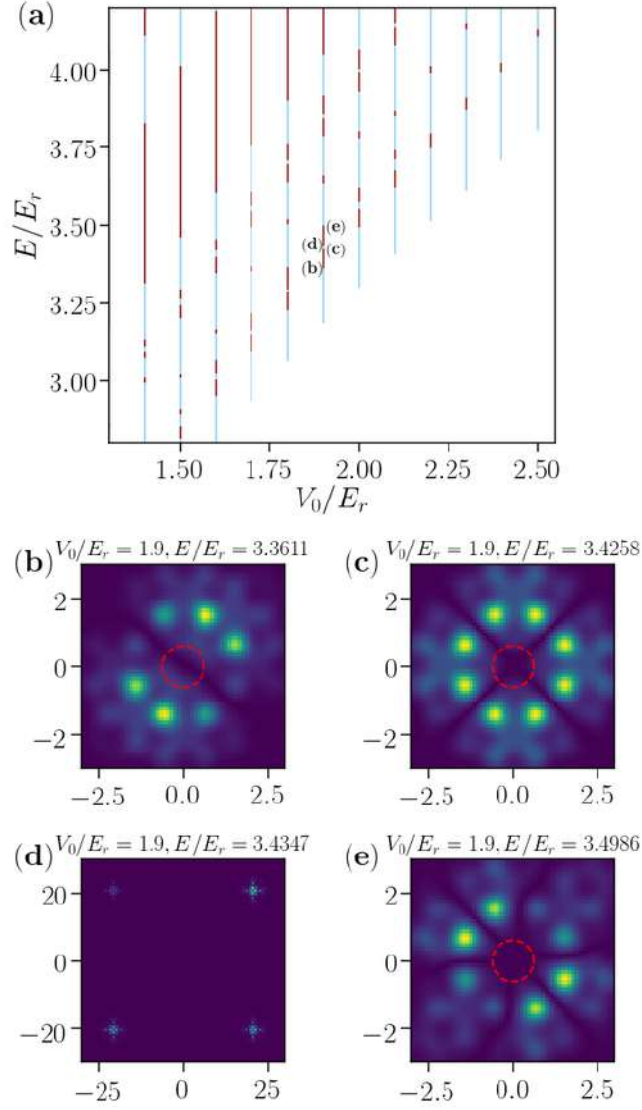 (a)
4.00
3.75
3.50
3.25
3.00
E/E_r
(e)
(d) (c)
(b)
1.50 1.75 2.00 2.25 2.50
V_0/E_r
(b) V_0/E_r = 1.9, E/E_r = 3.3611
2
0
−2
−2.5 0.0 2.5
(c) V_0/E_r = 1.9, E/E_r = 3.4258
2
0
−2
−2.5 0.0 2.5
(d) V_0/E_r = 1.9, E/E_r = 3.4347
20
0
−20
−25 0 25
(e) V_0/E_r = 1.9, E/E_r = 3.4986
2
0
−2
−2.5 0.0 2.5